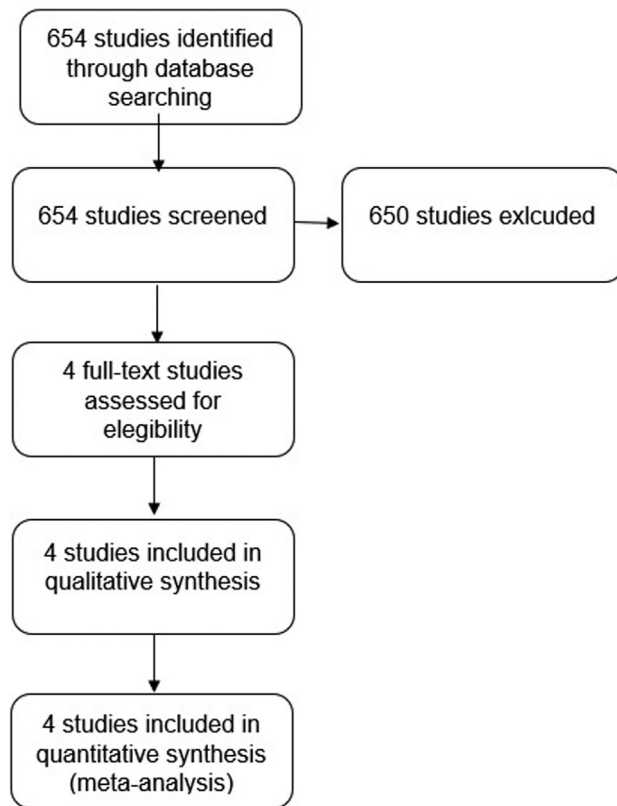 654 studies identified
through database
searching
654 studies screened
650 studies exlcuded
4 full-text studies
assessed for
elegibility
4 studies included in
qualitative synthesis
4 studies included in
quantitative synthesis
(meta-analysis)